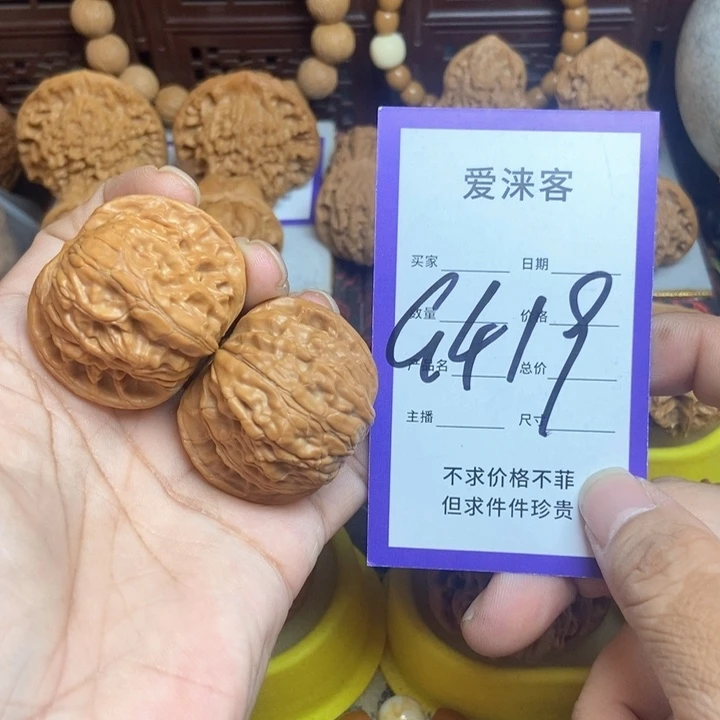 爱涞客
买家 日期
数量 价格
G419
产品名 总价
主播 尺寸
不求价格不菲
但求件件珍贵